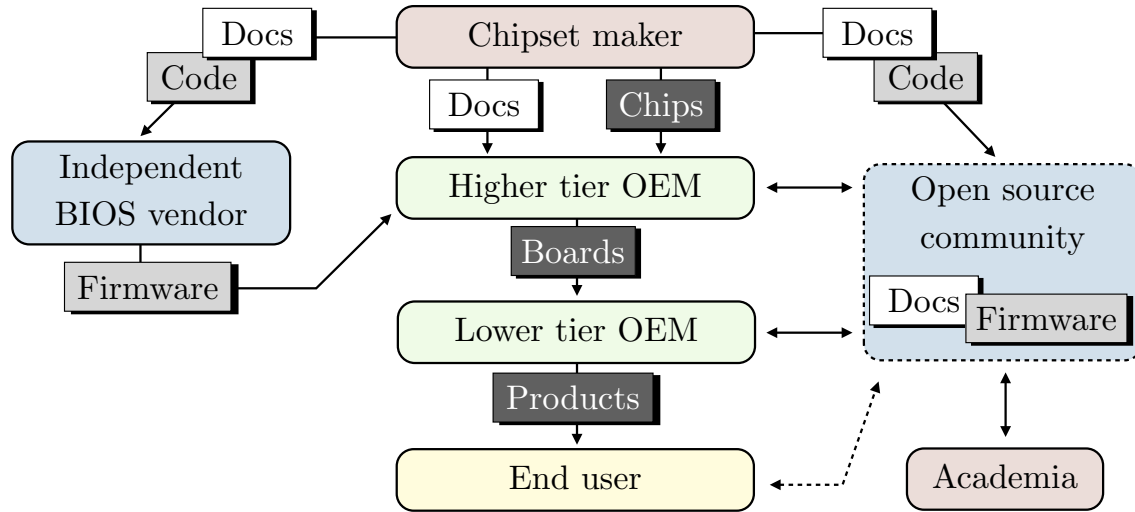 Docs
Chipset maker
Docs
Code
Docs
Chips
Code
Independent
BIOS vendor
Higher tier OEM
Open source
community
Boards
Firmware
Docs
Firmware
Lower tier OEM
Products
End user
Academia